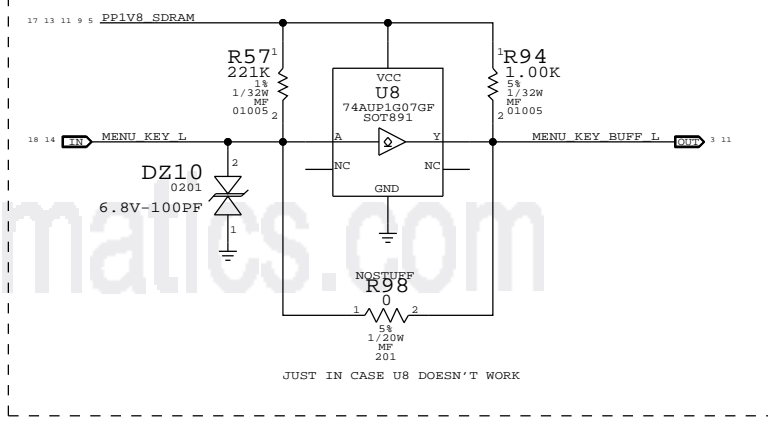 17 13 11 9 5 PP1V8_SDRAM
R57 1
221K
1%
1/32W
MF
01005
2
VCC
U8
74AUP1G07GF
SOT891
1 R94
1.00K
5%
1/32W
MF
01005
2
18 14 IN MENU_KEY_L
A
Y
MENU_KEY_BUFF_L OUT 3 11
NC
NC
GND
2
DZ10
0201
6.8V-100PF
1
matics.com
NOSTUFF
R98
0
1
2
5%
1/20W
MF
201
JUST IN CASE U8 DOESN'T WORK